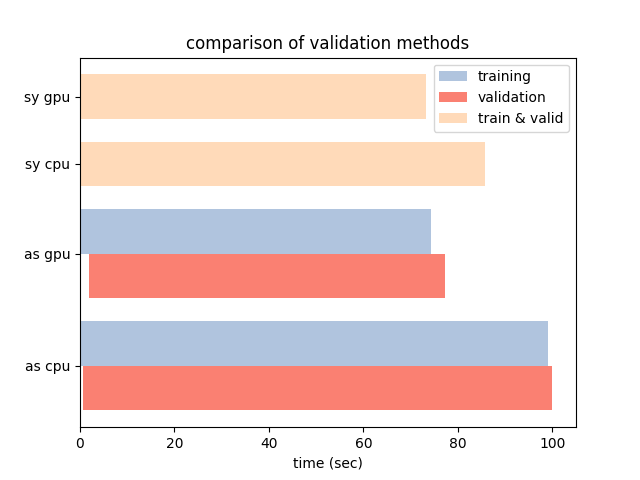 comparison of validation methods
training
validation
train & valid
sy gpu
sy cpu
as gpu
as cpu
0 20 40 60 80 100
time (sec)